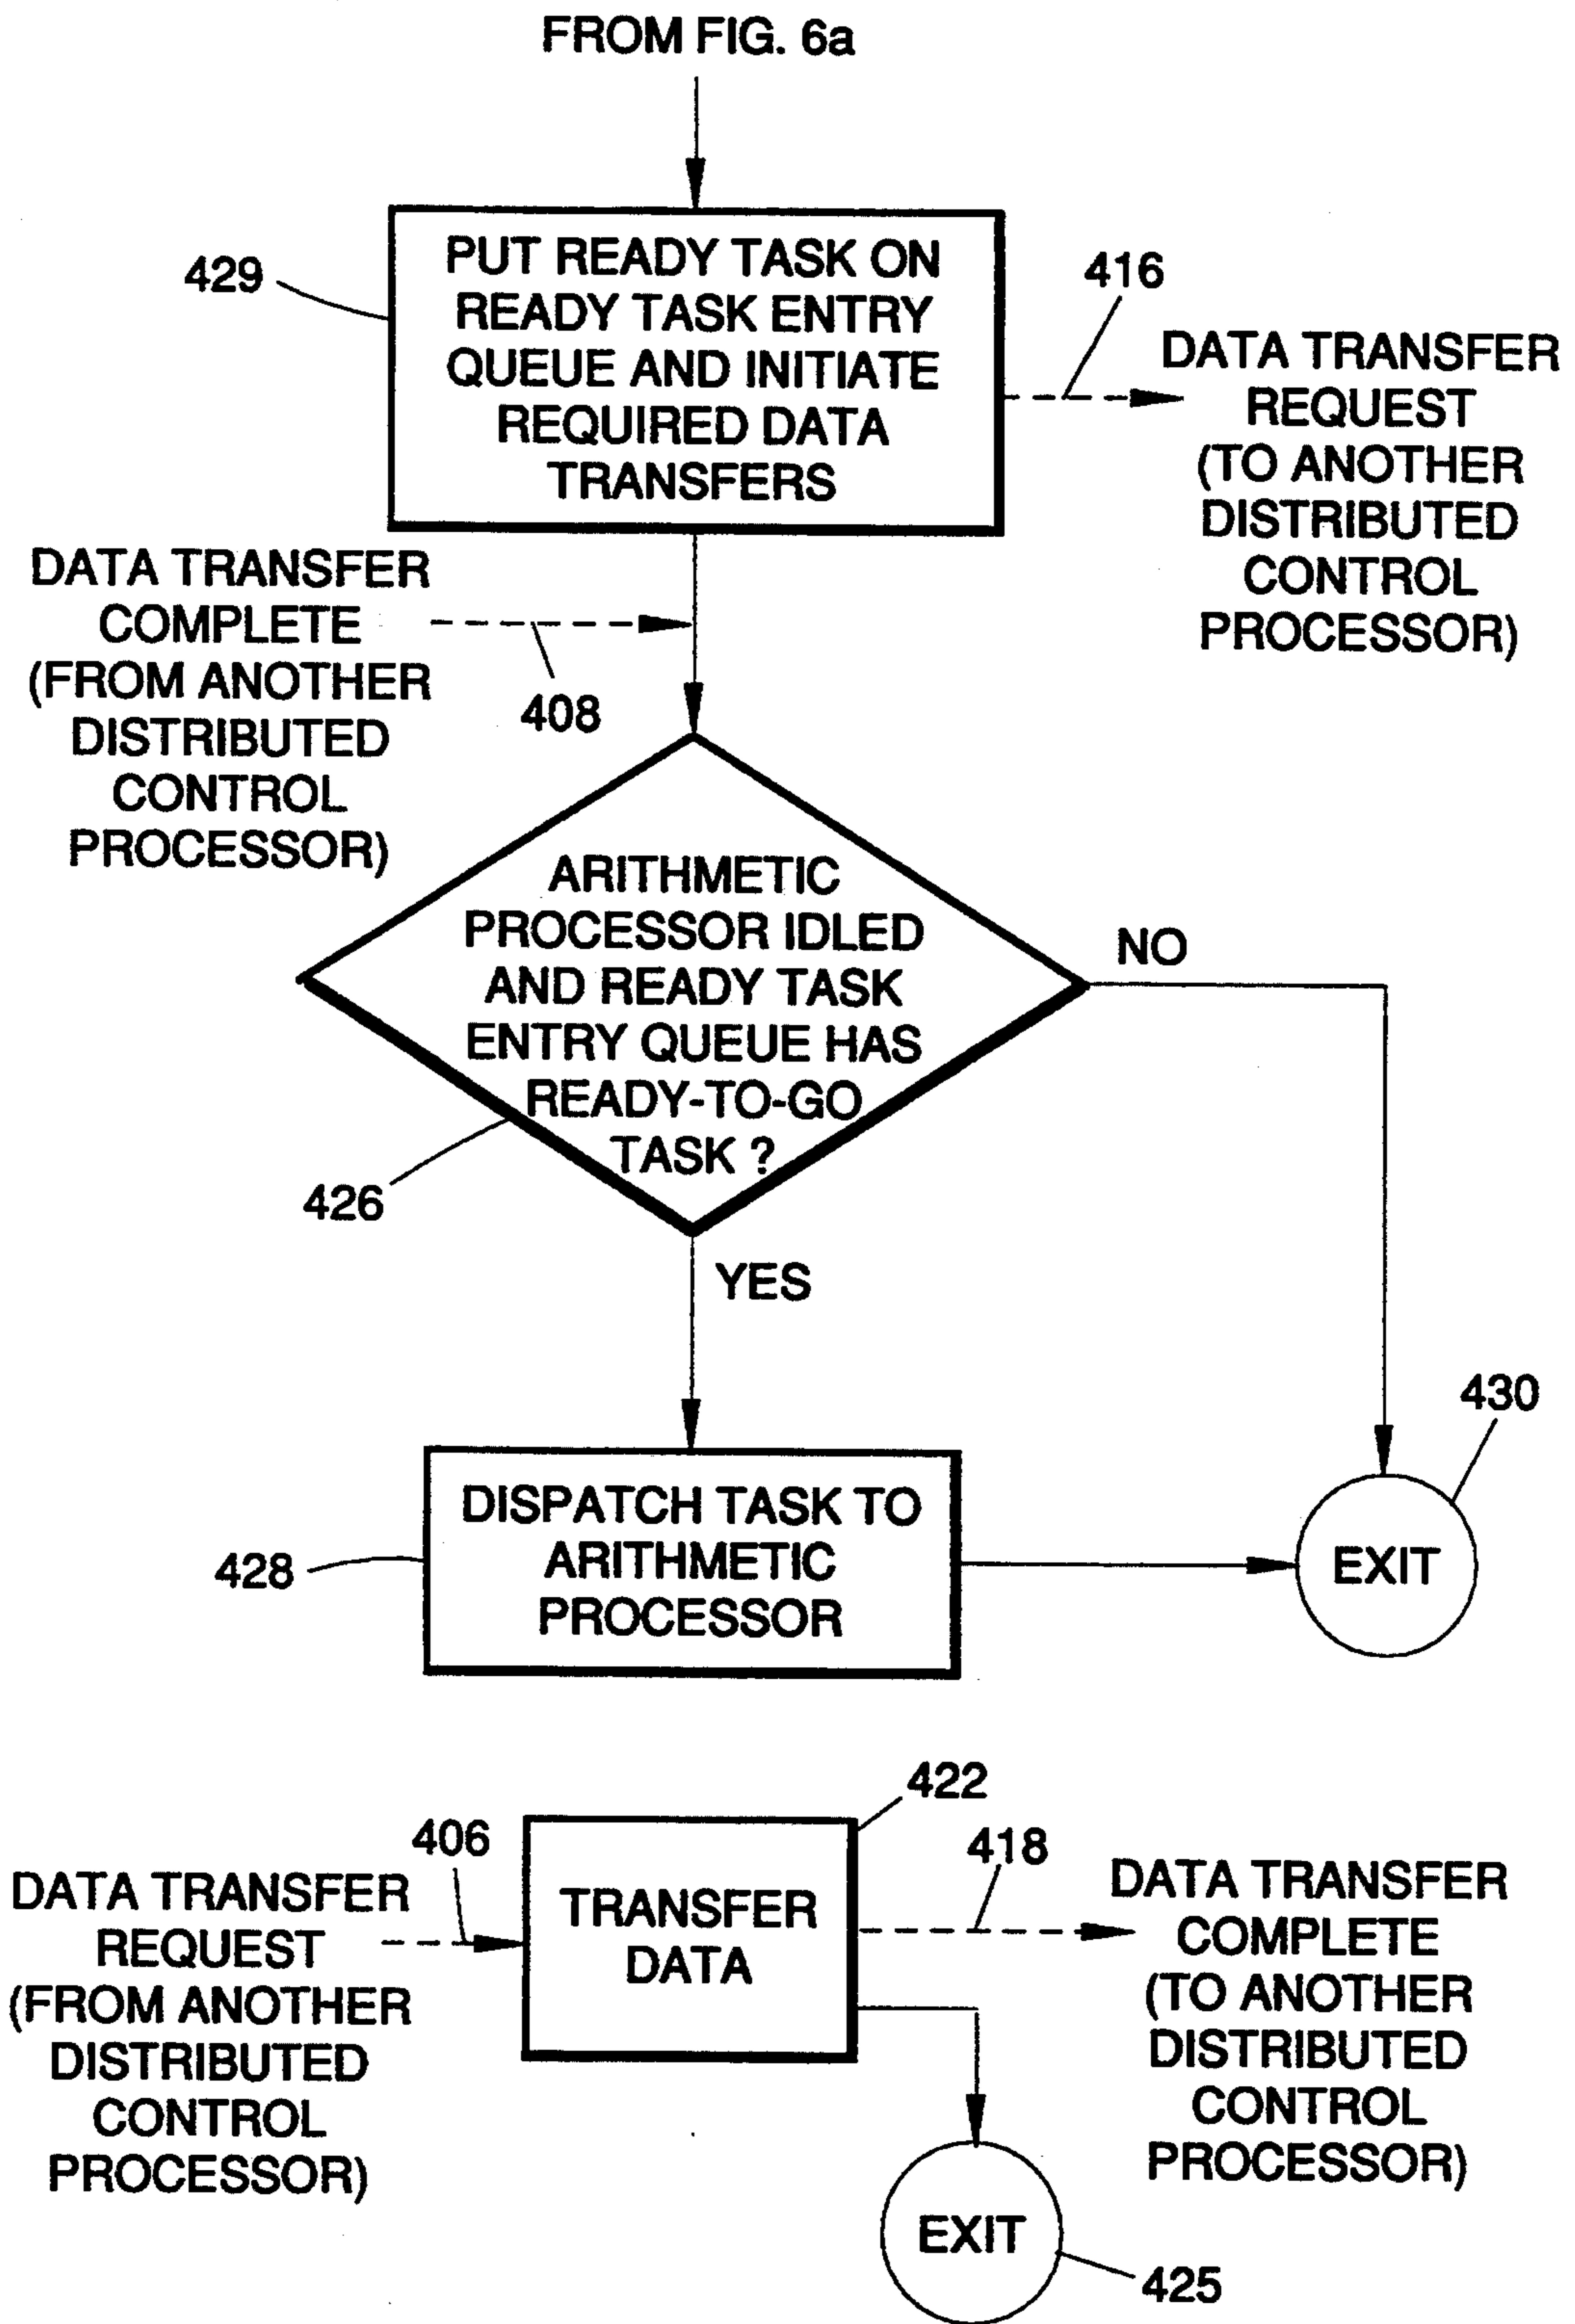 FROM FIG. 6a
429
PUT READY TASK ON
READY TASK ENTRY
QUEUE AND INITIATE
REQUIRED DATA
TRANSFERS
416
DATA TRANSFER
REQUEST
(TO ANOTHER
DISTRIBUTED
CONTROL
PROCESSOR)
DATA TRANSFER
COMPLETE
(FROM ANOTHER
DISTRIBUTED
CONTROL
PROCESSOR)
408
ARITHMETIC
PROCESSOR IDLED
AND READY TASK
ENTRY QUEUE HAS
READY-TO-GO
TASK ?
NO
426
YES
430
428
DISPATCH TASK TO
ARITHMETIC
PROCESSOR
EXIT
422
406
418
DATA TRANSFER
REQUEST
(FROM ANOTHER
DISTRIBUTED
CONTROL
PROCESSOR)
TRANSFER
DATA
DATA TRANSFER
COMPLETE
(TO ANOTHER
DISTRIBUTED
CONTROL
PROCESSOR)
EXIT
425